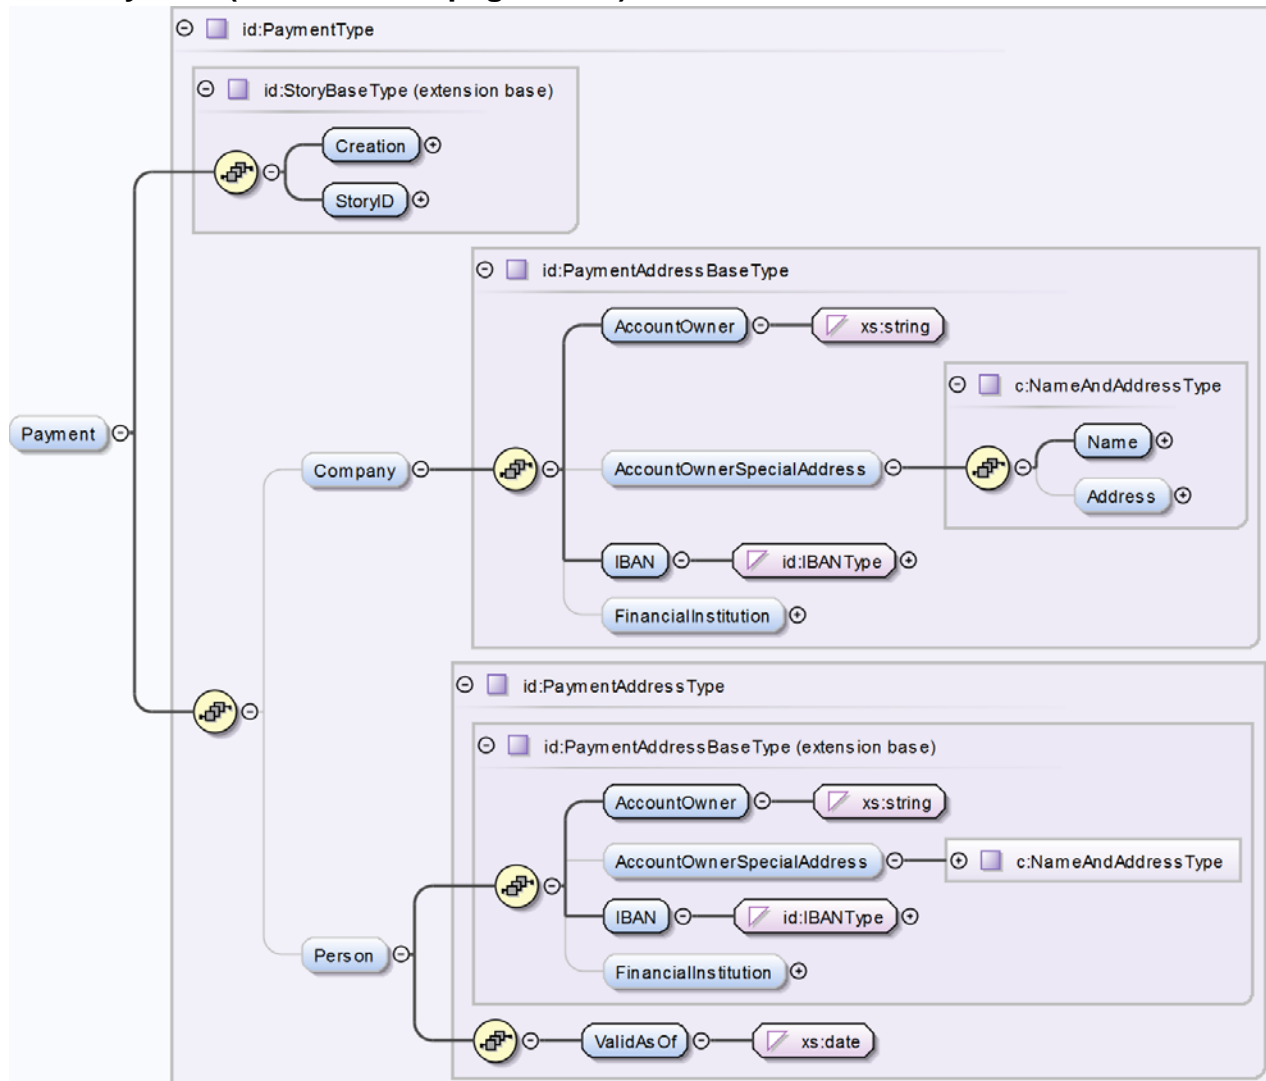 id:PaymentType
id:StoryBaseType (extension base)
Creation
StoryID
id:PaymentAddressBaseType
AccountOwner
xs:string
c:NameAndAddressType
Payment
Company
AccountOwnerSpecialAddress
Name
Address
IBAN
id:IBANType
FinancialInstitution
id:PaymentAddressType
id:PaymentAddressBaseType (extension base)
AccountOwner
xs:string
AccountOwnerSpecialAddress
c:NameAndAddressType
IBAN
id:IBANType
Person
FinancialInstitution
ValidAsOf
xs:date